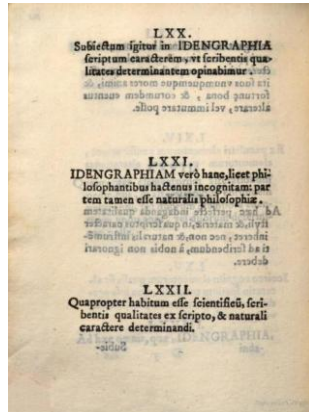 LXX.
Subiectum igitur in IDENGRAPHIA
scriptum caracterem, vt scribentis qua-
litates determinantem opinabimur.
LXXI.
IDENGRAPHIAM verò hanc, licet phi-
losophantibus hactenus incognitam: par
tem tamen esse naturalis philosophiæ.
LXXII.
Quapropter habitum esse scientificũ, scri-
bentis qualitates ex scripto, & naturali
caractere determinandi.